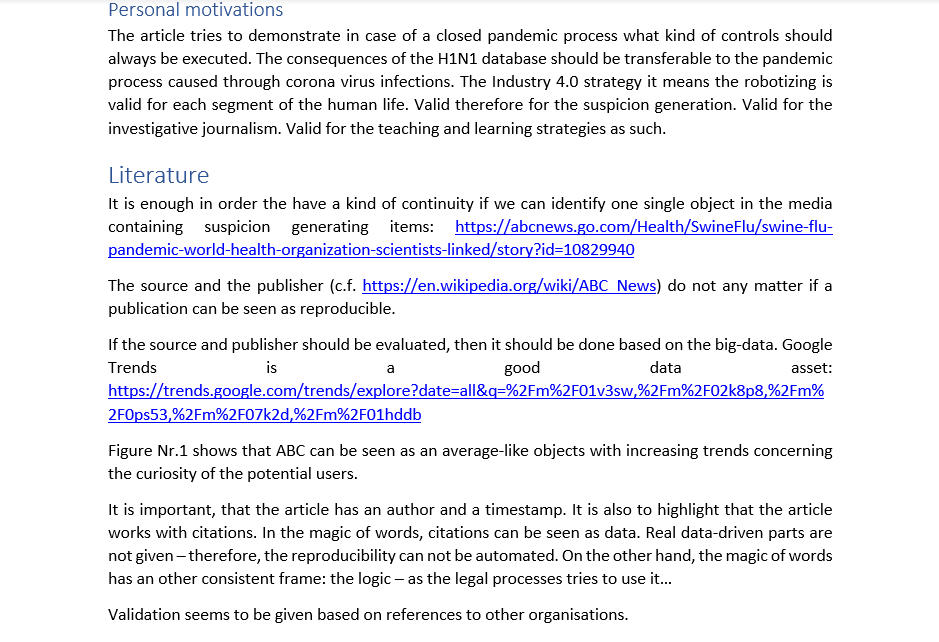 Personal motivations
The article tries to demonstrate in case of a closed pandemic process what kind of controls should
always be executed. The consequences of the H1N1 database should be transferable to the pandemic
process caused through corona virus infections. The Industry 4.0 strategy it means the robotizing is
valid for each segment of the human life. Valid therefore for the suspicion generation. Valid for the
investigative journalism. Valid for the teaching and learning strategies as such.
Literature
It is enough in order the have a kind of continuity if we can identify one single object in the media
containing suspicion generating items: https://abcnews.go.com/Health/SwineFlu/swine-flu-
pandemic-world-health-organization-scientists-linked/story?id=10829940
The source and the publisher (c.f. https://en.wikipedia.org/wiki/ABC_News) do not any matter if a
publication can be seen as reproducible.
If the source and publisher should be evaluated, then it should be done based on the big-data. Google
Trends is a good data asset:
https://trends.google.com/trends/explore?date=all&q=%2Fm%2F01v3sw,%2Fm%2F02k8p8,%2Fm%
2F0ps53,%2Fm%2F07k2d,%2Fm%2F01hddb
Figure Nr.1 shows that ABC can be seen as an average-like objects with increasing trends concerning
the curiosity of the potential users.
It is important, that the article has an author and a timestamp. It is also to highlight that the article
works with citations. In the magic of words, citations can be seen as data. Real data-driven parts are
not given – therefore, the reproducibility can not be automated. On the other hand, the magic of words
has an other consistent frame: the logic – as the legal processes tries to use it...
Validation seems to be given based on references to other organisations.